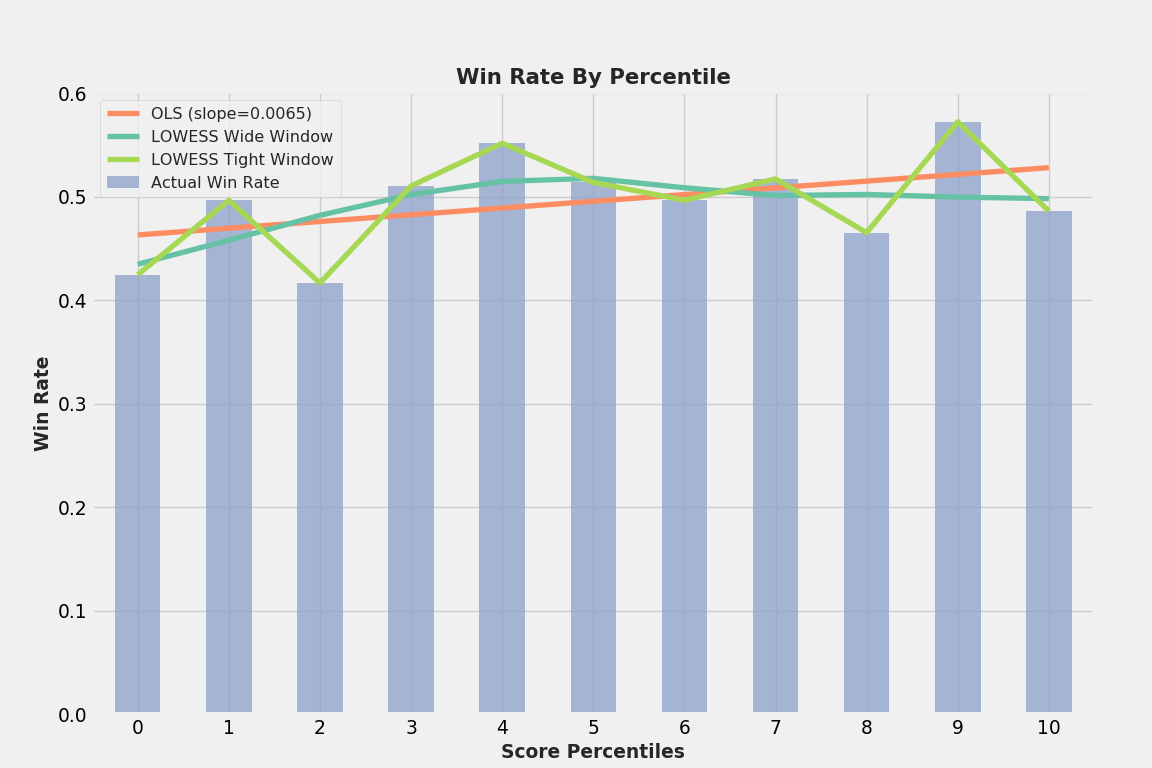 Win Rate By Percentile
OLS (slope=0.0065)
LOWESS Wide Window
LOWESS Tight Window
Actual Win Rate
0.6
0.5
0.4
0.3
0.2
0.1
0.0
Win Rate
0 1 2 3 4 5 6 7 8 9 10
Score Percentiles